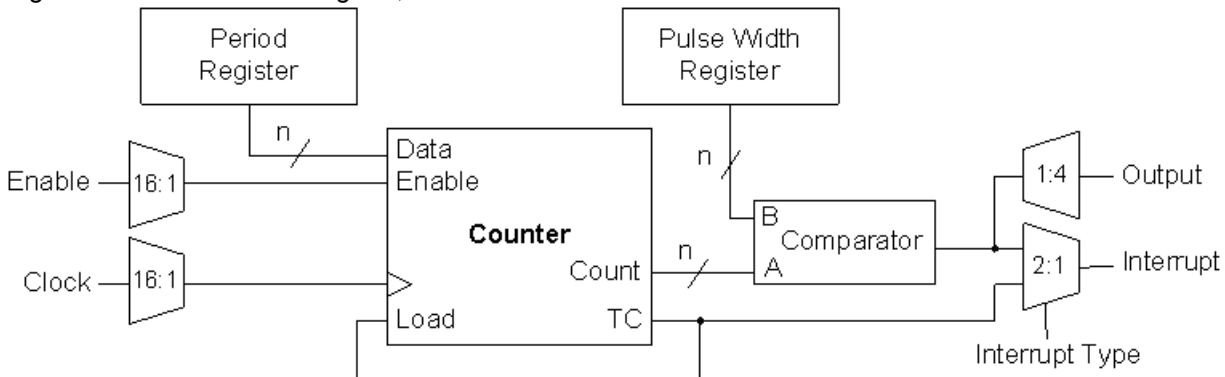 Period
Register
Pulse Width
Register
n
n
Data
Enable
16:1
Enable
1:4
Output
B
Comparator
A
Counter
n
Count
2:1
Interrupt
Clock
16:1
Load
TC
Interrupt Type